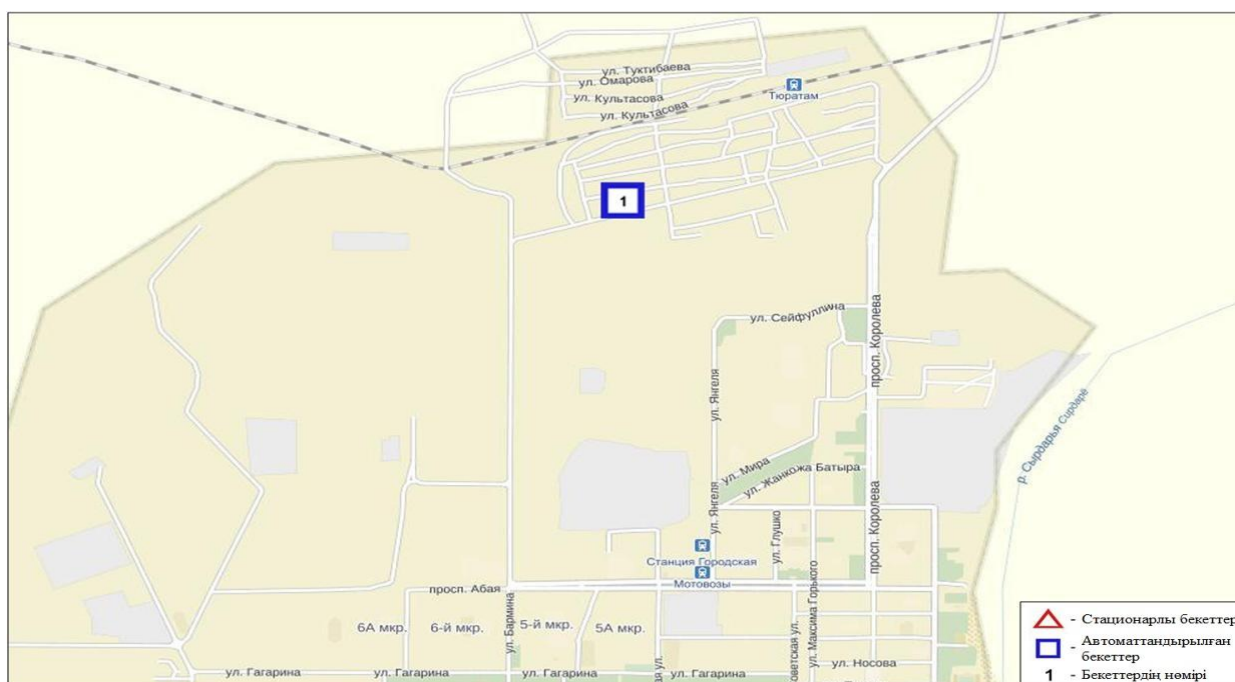 ул. Туктибаева
ул. Омарова
ул. Культасова
ул. Культасова
Тюратам
1
ул. Сейфуллина
просп. Королева
ул. Янгеля
р. Сырдарья Сирдарё
ул. Мира
ул. Жанкожа Батыра
ул. Янгеля
ул. Глушко
просп. Королева
Станция Городская
Мотовозы
просп. Абая
ул. Бармина
ул. Максима Горького
6А мкр.
6-й мкр.
5-й мкр.
5А мкр.
ул. Носова
ул. Гагарина
ул. Гагарина
ул. Гагарина
- Стационарлы бекеттер
- Автоматтандырылған
бекеттер
1 - Бекеттердің нөмірі